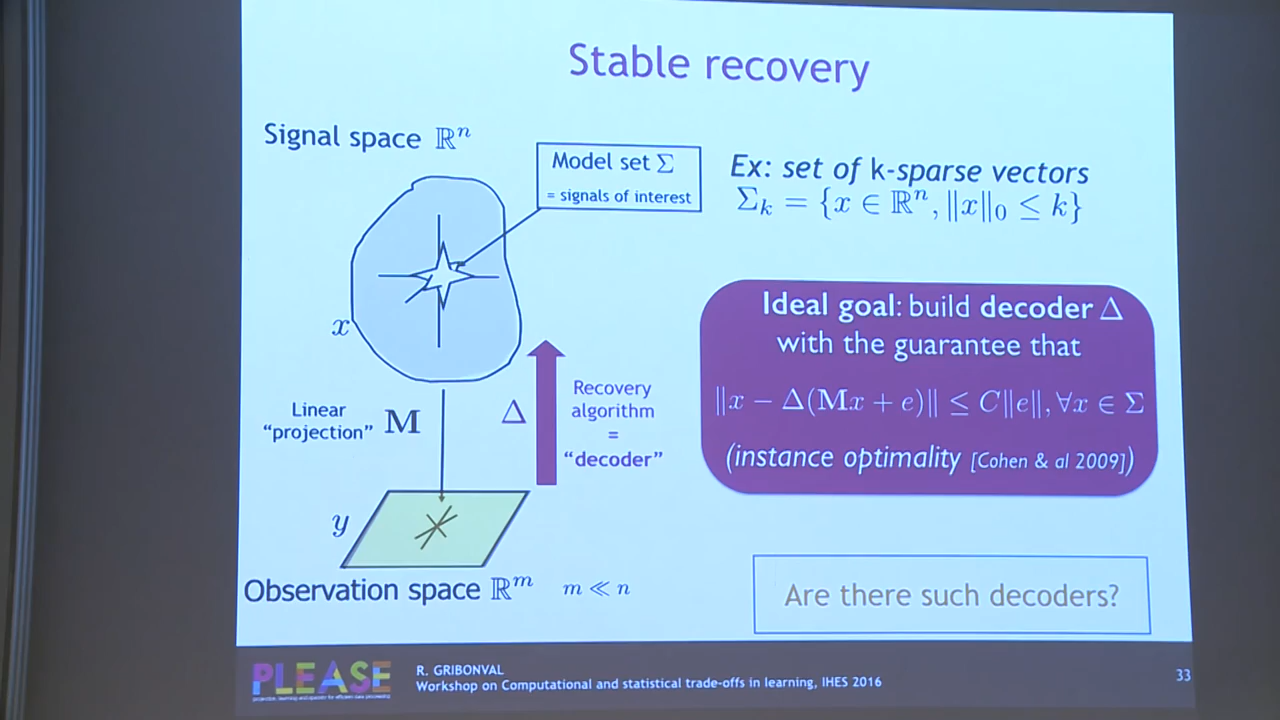 Stable recovery
Signal space ℝⁿ
Model set Σ
= signals of interest
Ex: set of k-sparse vectors
Σₖ = {x ∈ ℝⁿ, ‖x‖₀ ≤ k}
x
Linear
“projection” M
Δ
Recovery
algorithm
=
“decoder”
Ideal goal: build decoder Δ
with the guarantee that
‖x − Δ(Mx + e)‖ ≤ C‖e‖, ∀x ∈ Σ
(instance optimality [Cohen & al 2009])
y
Observation space ℝᵐ m ≪ n
Are there such decoders?
PLEASE
R. GRIBONVAL
Workshop on Computational and statistical trade-offs in learning, IHES 2016
33